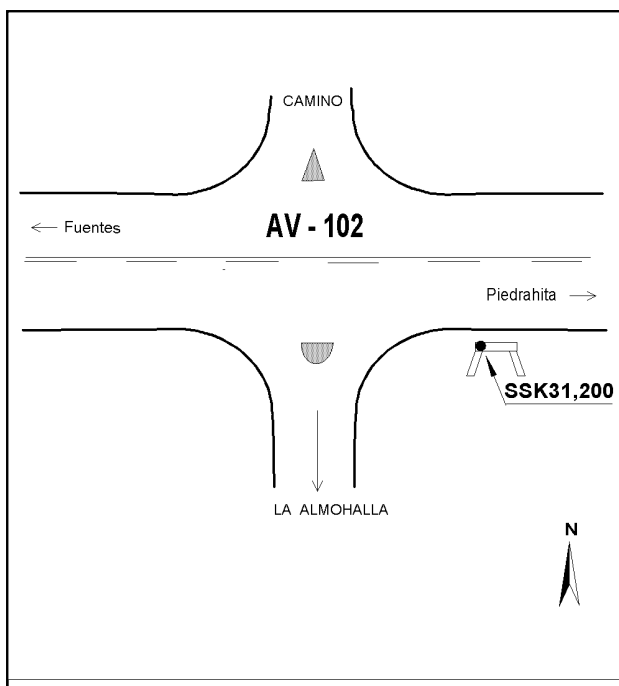 CAMINO
← Fuentes
AV - 102
Piedrahita →
SSK31,200
LA ALMOHALLA
N